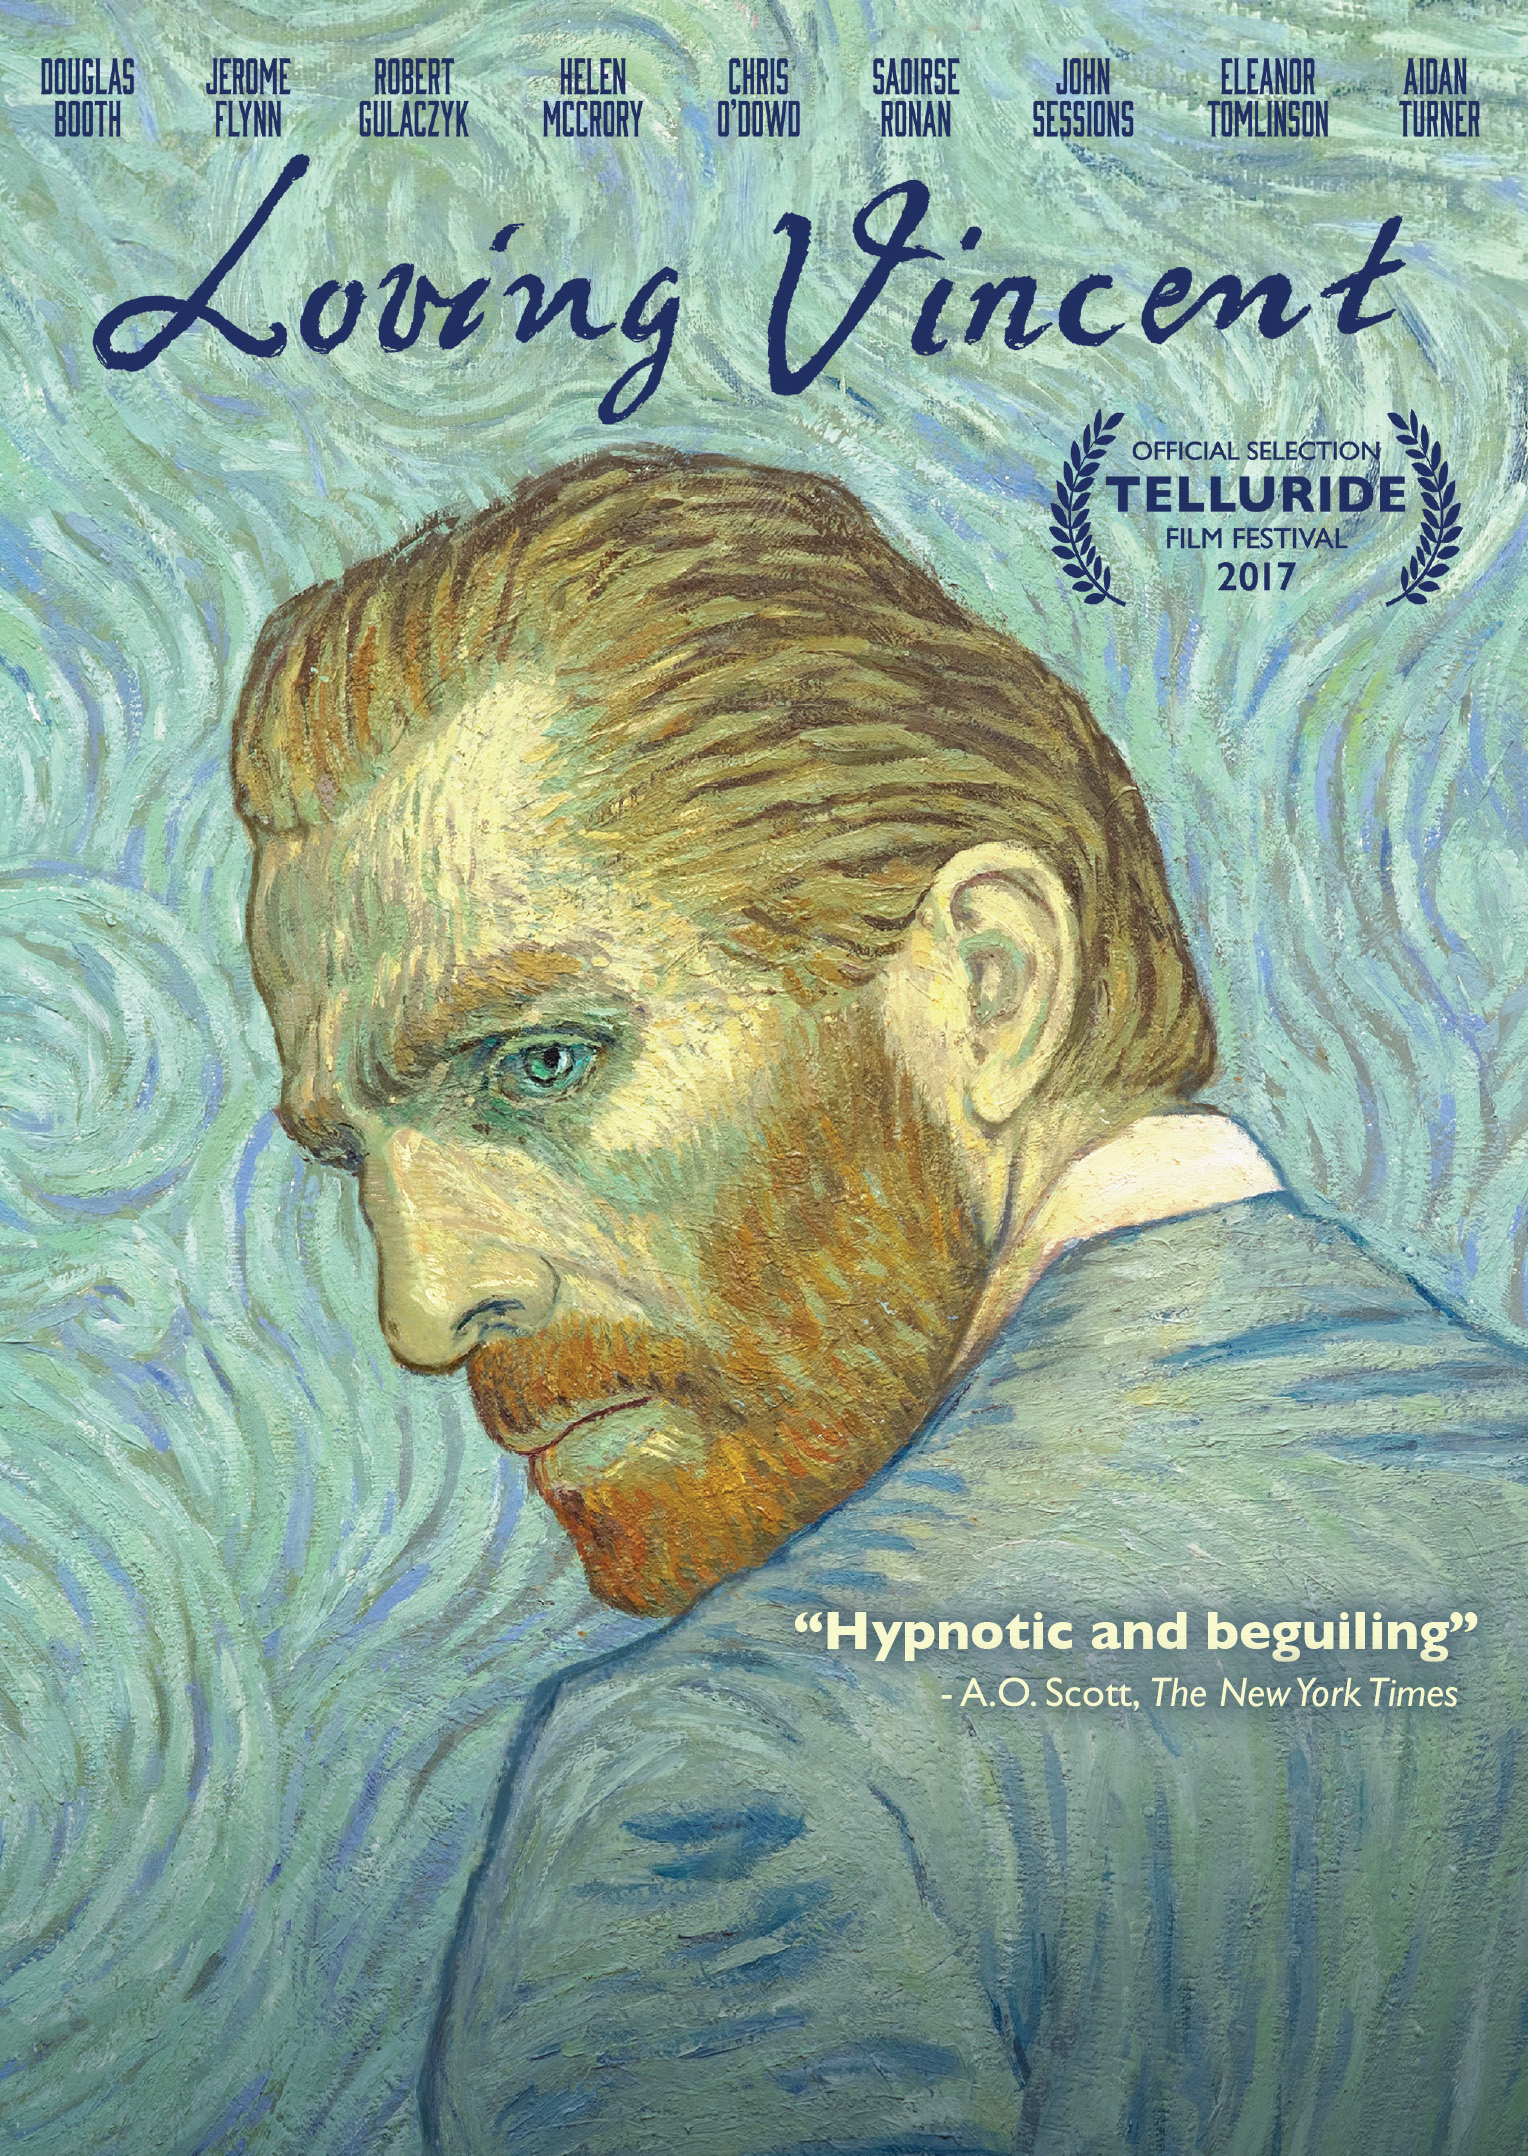 DOUGLAS BOOTH
JEROME FLYNN
ROBERT GULACZYK
HELEN MCCRORY
CHRIS O'DOWD
SAOIRSE RONAN
JOHN SESSIONS
ELEANOR TOMLINSON
AIDAN TURNER
Loving Vincent
OFFICIAL SELECTION
TELLURIDE
FILM FESTIVAL
2017
“Hypnotic and beguiling”
- A.O. Scott, The New York Times